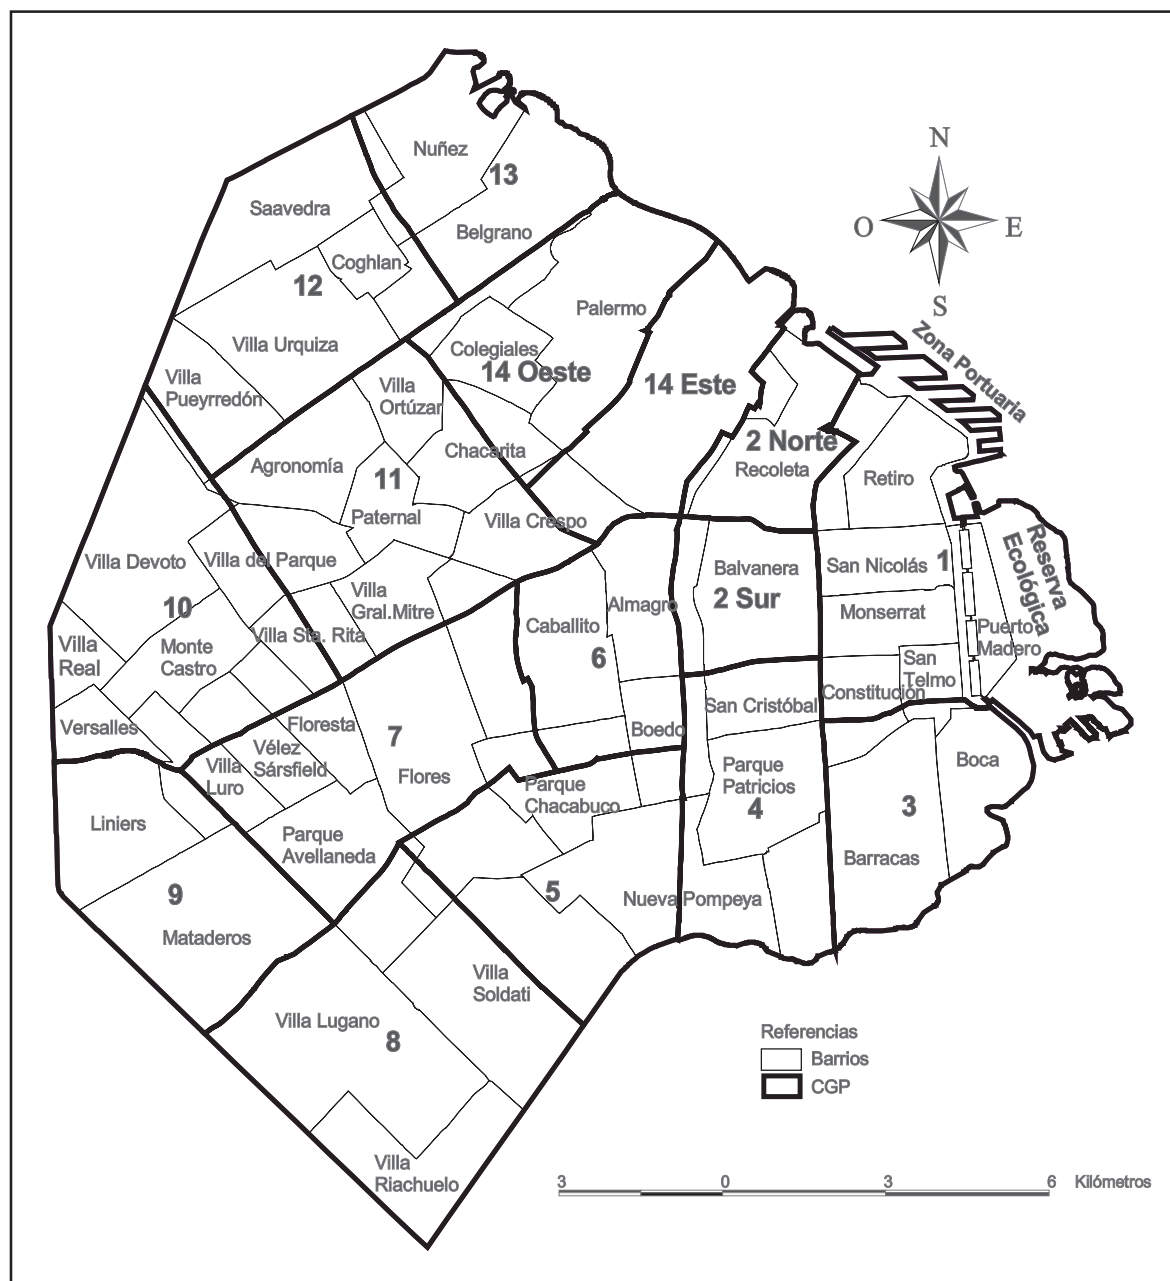 Nuñez
13
N
Saavedra
O
E
Belgrano
Coghlan
12
S
Palermo
Zona Portuaria
Villa Urquiza
Colegiales
14 Oeste
14 Este
Villa
Pueyrredón
Villa
Ortúzar
2 Norte
Recoleta
Chacarita
Agronomía
11
Retiro
Paternal
Villa Crespo
Reserva
Ecológica
Villa Devoto
Villa del Parque
Balvanera
San Nicolás
1
10
Villa
Gral.Mitre
2 Sur
Almagro
Monserrat
Caballito
Puerto
Madero
Villa
Real
Monte
Castro
Villa Sta. Rita
6
San
Telmo
Constitución
Versalles
Floresta
7
San Cristóbal
Boedo
Vélez
Sársfield
Villa
Luro
Flores
Parque
Chacabuco
Parque
Patricios
4
Boca
3
Liniers
Parque
Avellaneda
Barracas
9
5
Nueva Pompeya
Mataderos
Villa
Soldati
Villa Lugano
8
Referencias
Barrios
CGP
Villa
Riachuelo
3
0
3
6
Kilómetros